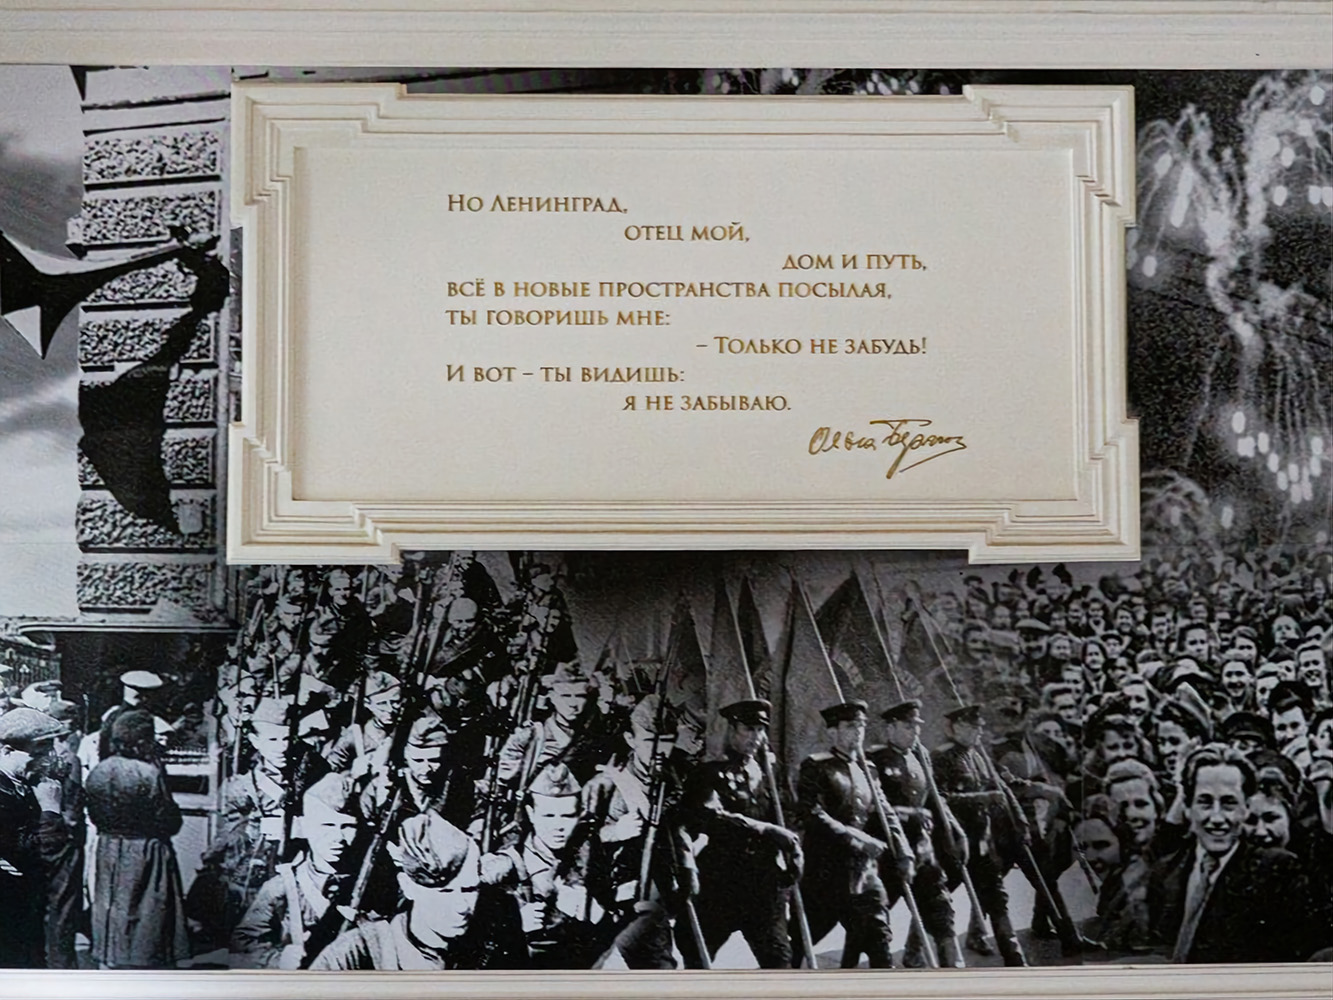 Но Ленинград,
отец мой,
дом и путь,
всё в новые пространства посылая,
ты говоришь мне:
– Только не забудь!
И вот – ты видишь:
я не забываю.
Ольга Берггольц